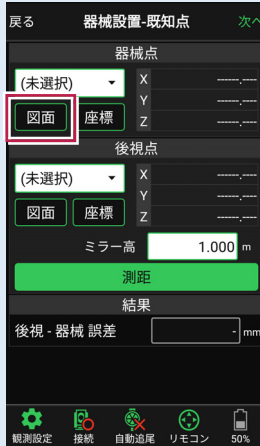 戻る 器械設置-既知点 次へ
器械点
(未選択) X ------.----
Y ------.----
図面 座標 Z ------.----
後視点
(未選択) X ------.----
Y ------.----
図面 座標 Z ------.----
ミラー高 1.000 m
測距
結果
後視 - 器械 誤差 - mm
観測設定 接続 自動追尾 リモコン 50%